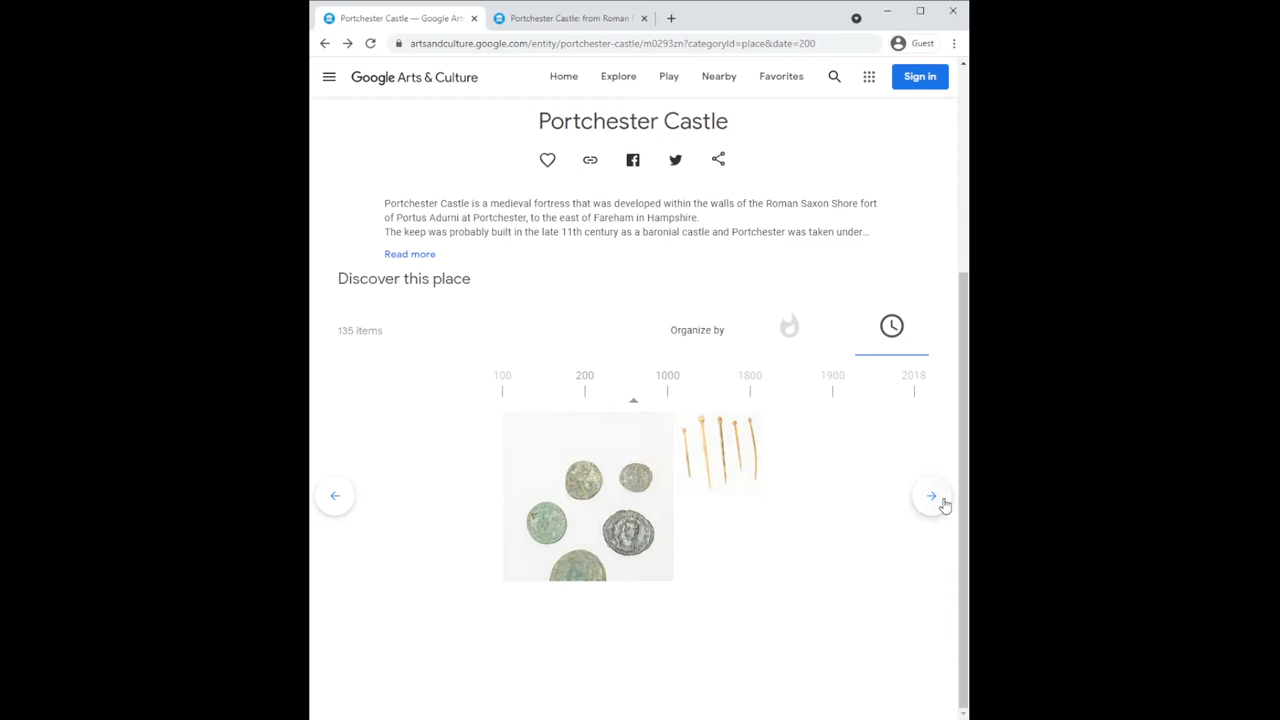 Portchester Castle — Google Art
Portchester Castle: from Roman
artsandculture.google.com/entity/portchester-castle/m0293zn?categoryId=place&date=200
Guest
Google Arts & Culture
Home
Explore
Play
Nearby
Favorites
Sign in
Portchester Castle
Portchester Castle is a medieval fortress that was developed within the walls of the Roman Saxon Shore fort
of Portus Adurni at Portchester, to the east of Fareham in Hampshire.
The keep was probably built in the late 11th century as a baronial castle and Portchester was taken under…
Read more
Discover this place
135 items
Organize by
100
200
1000
1800
1900
2018